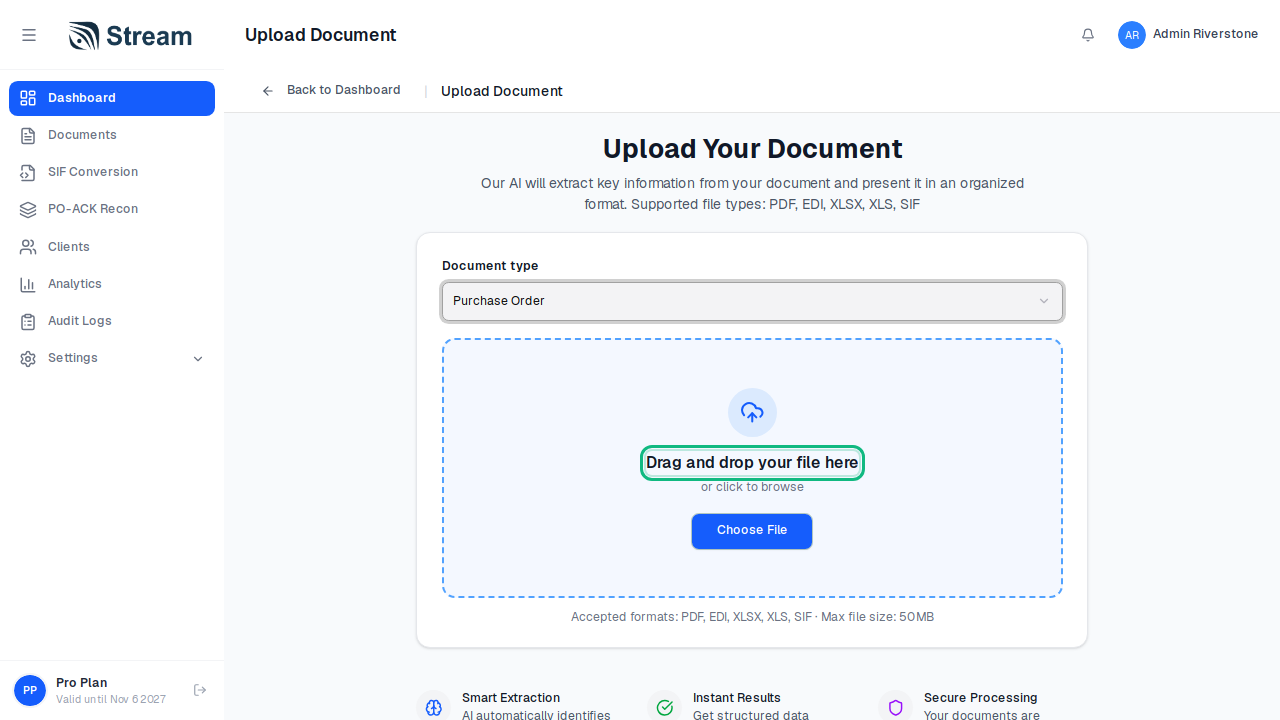 Stream
Upload Document
AR
Admin Riverstone
Dashboard
Documents
SIF Conversion
PO-ACK Recon
Clients
Analytics
Audit Logs
Settings
PP
Pro Plan
Valid until Nov 6 2027
Back to Dashboard
Upload Document
Upload Your Document
Our AI will extract key information from your document and present it in an organized
format. Supported file types: PDF, EDI, XLSX, XLS, SIF
Document type
Purchase Order
Drag and drop your file here
or click to browse
Choose File
Accepted formats: PDF, EDI, XLSX, XLS, SIF · Max file size: 50MB
Smart Extraction
AI automatically identifies
Instant Results
Get structured data
Secure Processing
Your documents are